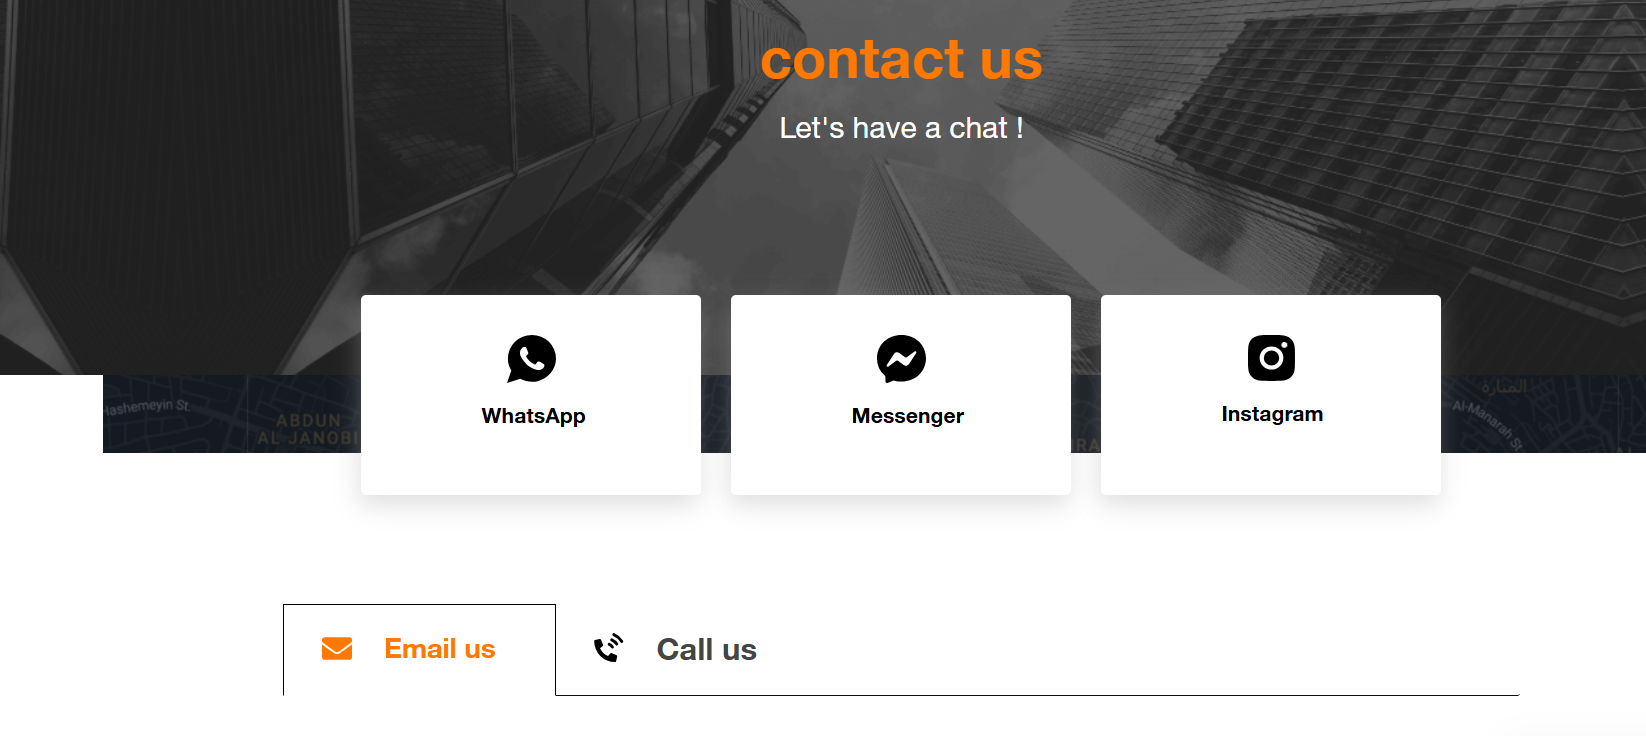 contact us
Let's have a chat !
WhatsApp
Messenger
Instagram
Hashemeyin St.
ABDUN
AL JANOBI
المنارة
Al-Manarah St
Email us
Call us